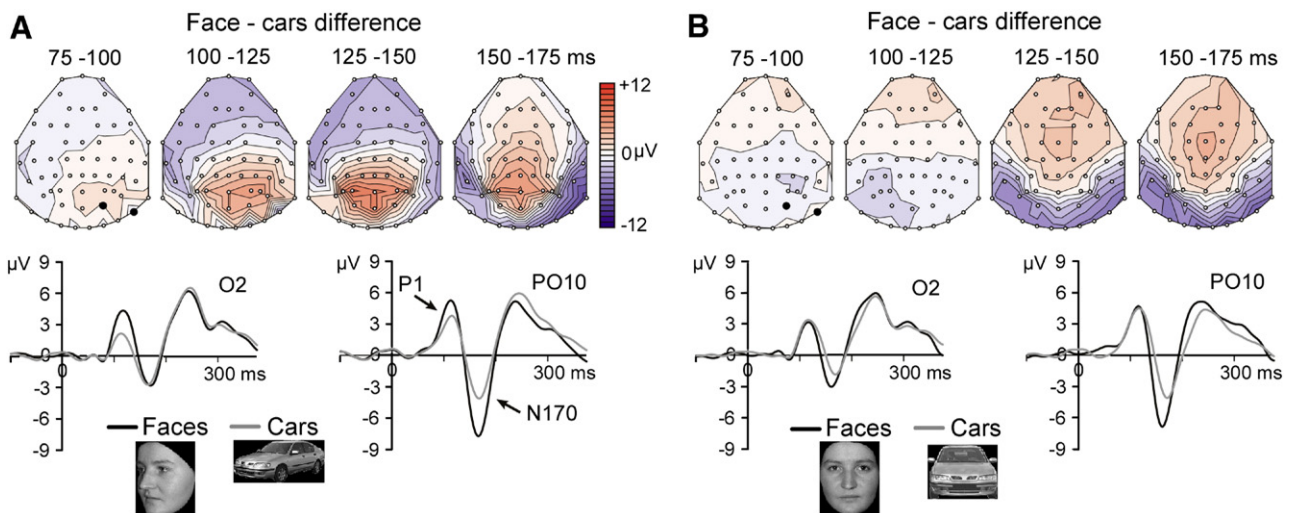 A
Face - cars difference
75 -100 100 -125 125 -150 150 -175 ms
+12
0 µV
-12
µV 9
6
3
0
-3
-6
-9
O2
0
300 ms
µV 9
6
3
0
-3
-6
-9
P1
PO10
0
300 ms
N170
Faces Cars
B
Face - cars difference
75 -100 100 -125 125 -150 150 -175 ms
µV 9
6
3
0
-3
-6
-9
O2
0
300 ms
µV 9
6
3
0
-3
-6
-9
PO10
0
300 ms
Faces Cars